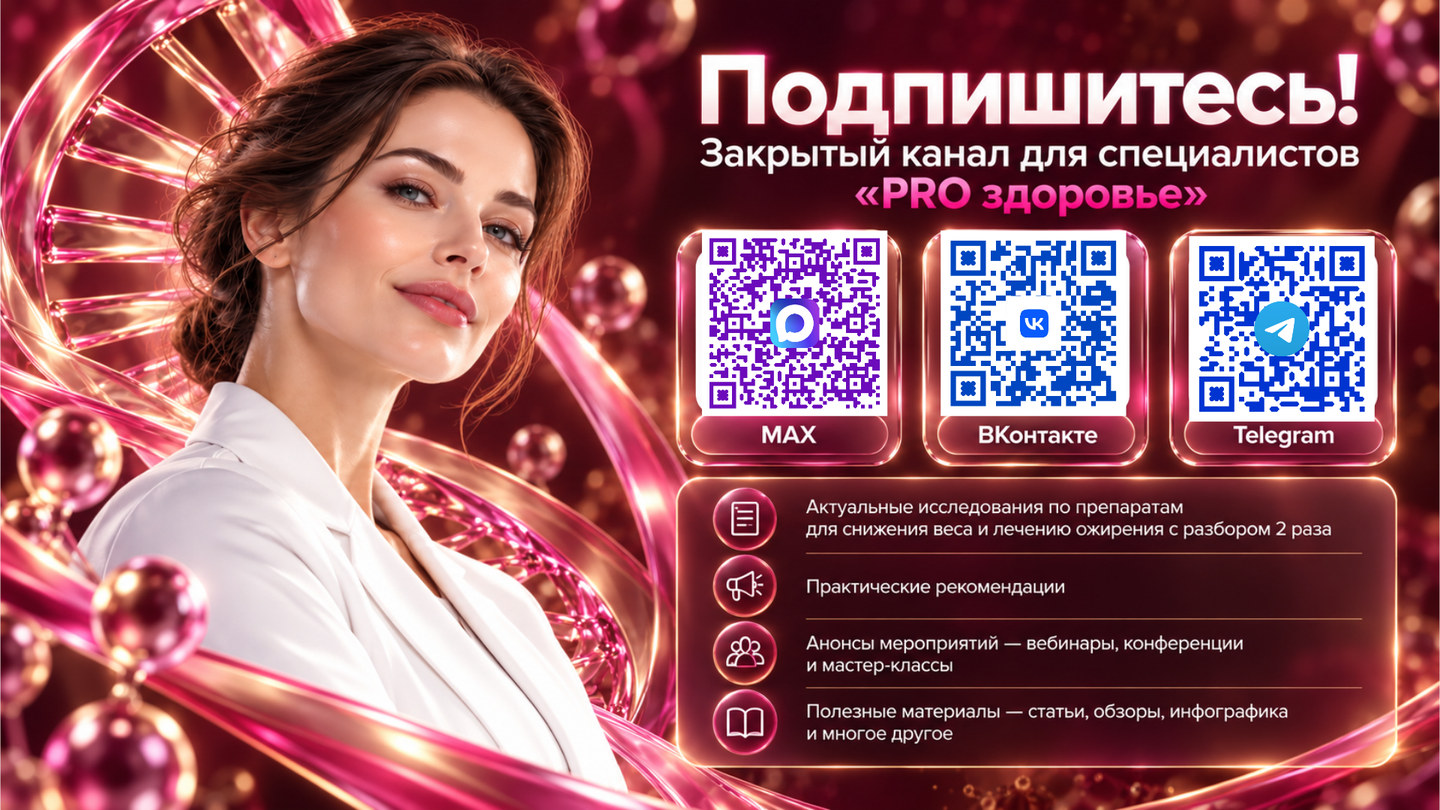 Подпишитесь!
Закрытый канал для специалистов
«PRO здоровье»
MAX
ВКонтакте
Telegram
Актуальные исследования по препаратам
для снижения веса и лечению ожирения с разбором 2 раза
Практические рекомендации
Анонсы мероприятий — вебинары, конференции
и мастер-классы
Полезные материалы — статьи, обзоры, инфографика
и многое другое